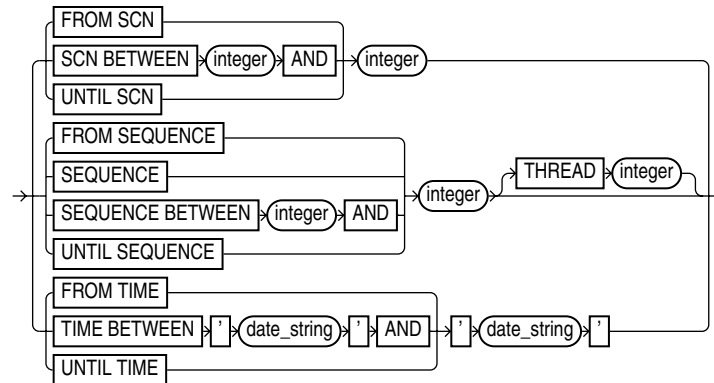 FROM SCN
SCN BETWEEN integer AND integer
UNTIL SCN
FROM SEQUENCE
SEQUENCE
SEQUENCE BETWEEN integer AND integer THREAD integer
UNTIL SEQUENCE
FROM TIME
TIME BETWEEN ' date_string ' AND ' date_string '
UNTIL TIME